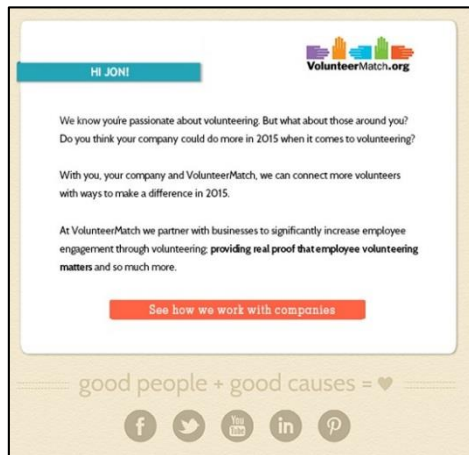 VolunteerMatch.org
HI JON!
We know you're passionate about volunteering. But what about those around you?
Do you think your company could do more in 2015 when it comes to volunteering?
With you, your company and VolunteerMatch, we can connect more volunteers
with ways to make a difference in 2015.
At VolunteerMatch we partner with businesses to significantly increase employee
engagement through volunteering; providing real proof that employee volunteering
matters and so much more.
See how we work with companies
good people + good causes = ♥
f
You
Tube
in